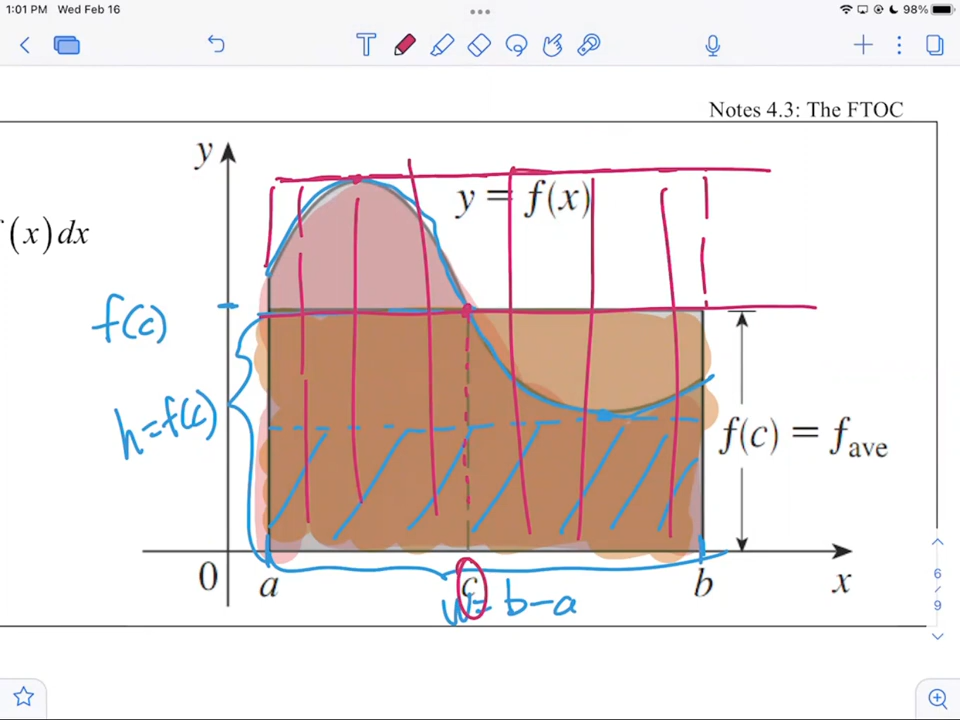 1:01 PM Wed Feb 16
98%
T
Notes 4.3: The FTOC
y
y = f(x)
(x) dx
f(c)
h=f(c)
f(c) = f_ave
0
a
c
b
x
w= b-a
6
/
9